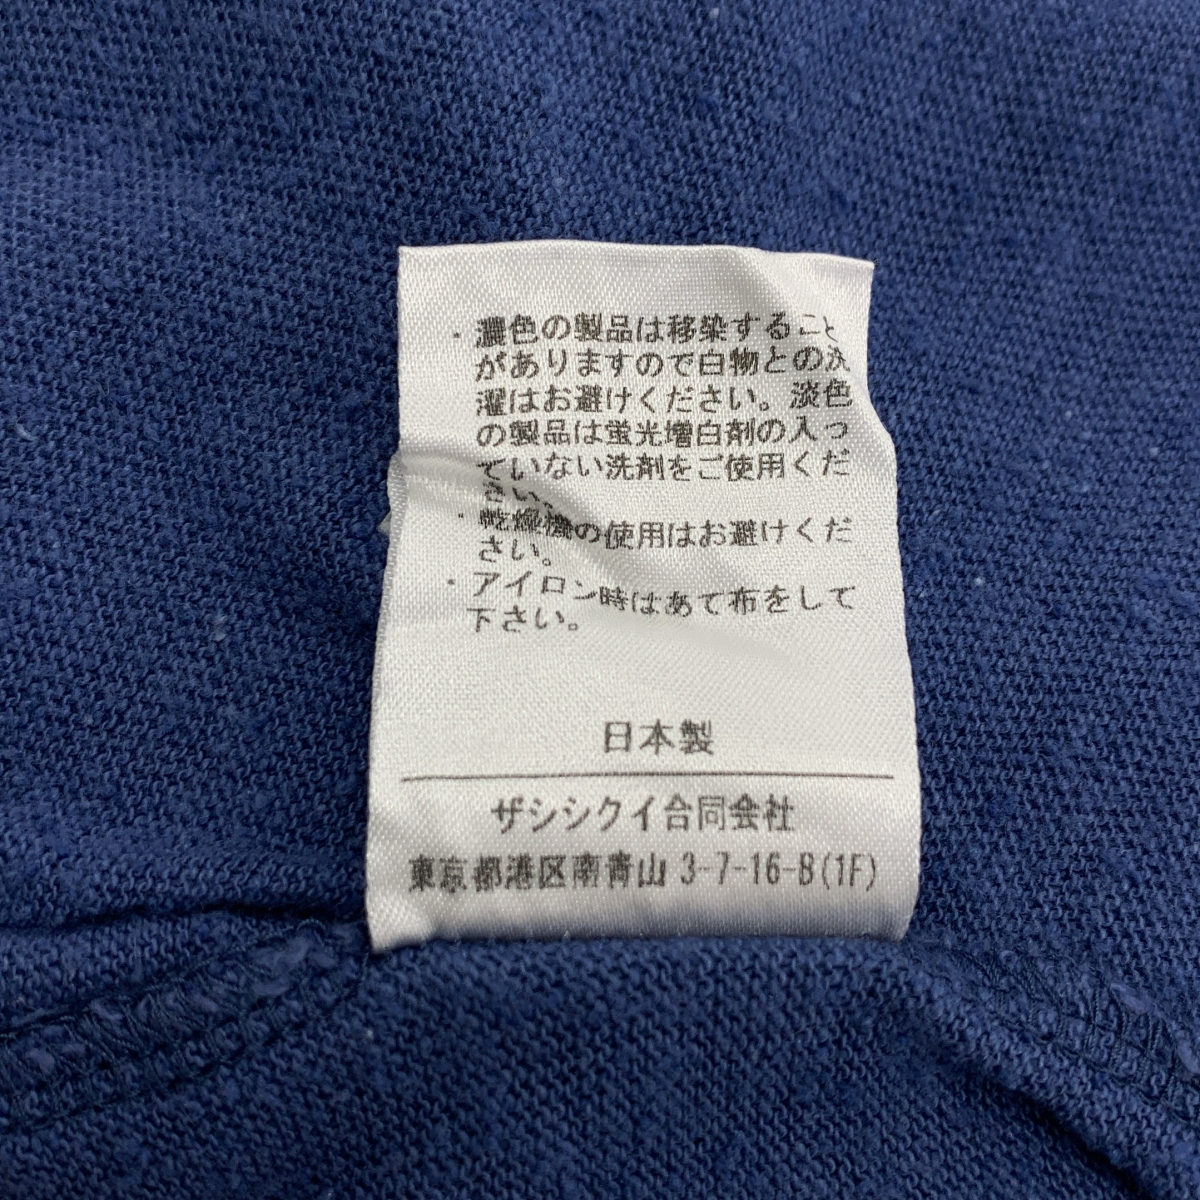 ・濃色の製品は移染すること
がありますので白物との洗
濯はお避けください。淡色
の製品は蛍光増白剤の入っ
ていない洗剤をご使用くだ
さい。
・乾燥機の使用はお避けくだ
さい。
・アイロン時はあて布をして
下さい。
日本製
ザシシクイ合同会社
東京都港区南青山 3-7-16-B(1F)